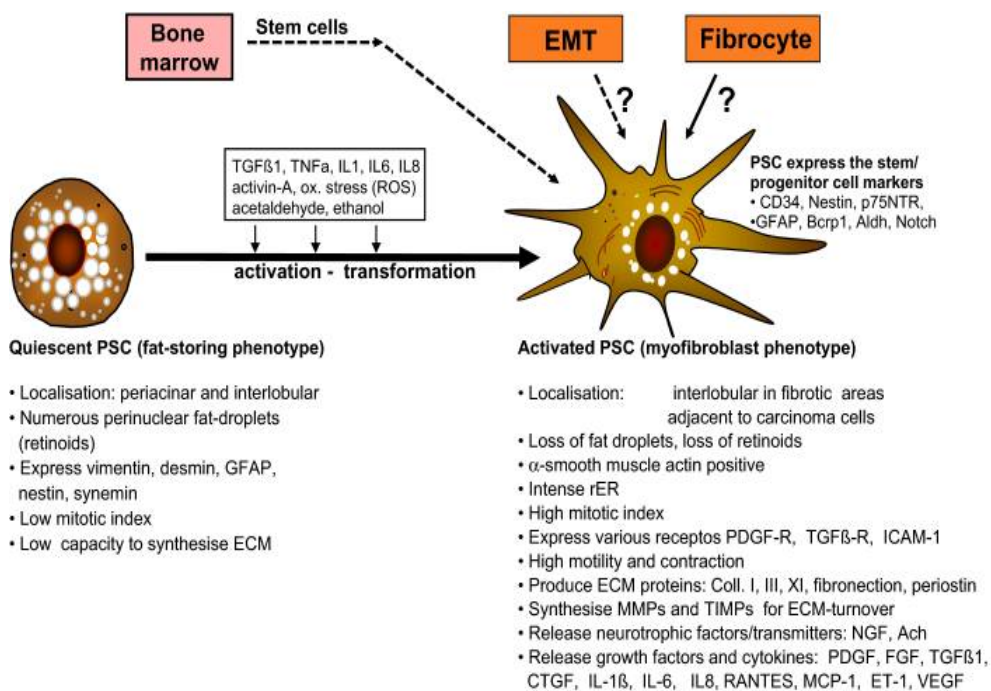 Bone
marrow
Stem cells
EMT
Fibrocyte
?
?
TGFß1, TNFa, IL1, IL6, IL8
activin-A, ox. stress (ROS)
acetaldehyde, ethanol
PSC express the stem/
progenitor cell markers
• CD34, Nestin, p75NTR,
•GFAP, Bcrp1, Aldh, Notch
activation - transformation
Quiescent PSC (fat-storing phenotype)
• Localisation: periacinar and interlobular
• Numerous perinuclear fat-droplets
(retinoids)
• Express vimentin, desmin, GFAP,
nestin, synemin
• Low mitotic index
• Low capacity to synthesise ECM
Activated PSC (myofibroblast phenotype)
• Localisation: interlobular in fibrotic areas
adjacent to carcinoma cells
• Loss of fat droplets, loss of retinoids
• α-smooth muscle actin positive
• Intense rER
• High mitotic index
• Express various receptos PDGF-R, TGFß-R, ICAM-1
• High motility and contraction
• Produce ECM proteins: Coll. I, III, XI, fibronection, periostin
• Synthesise MMPs and TIMPs for ECM-turnover
• Release neurotrophic factors/transmitters: NGF, Ach
• Release growth factors and cytokines: PDGF, FGF, TGFß1,
CTGF, IL-1ß, IL-6, IL8, RANTES, MCP-1, ET-1, VEGF